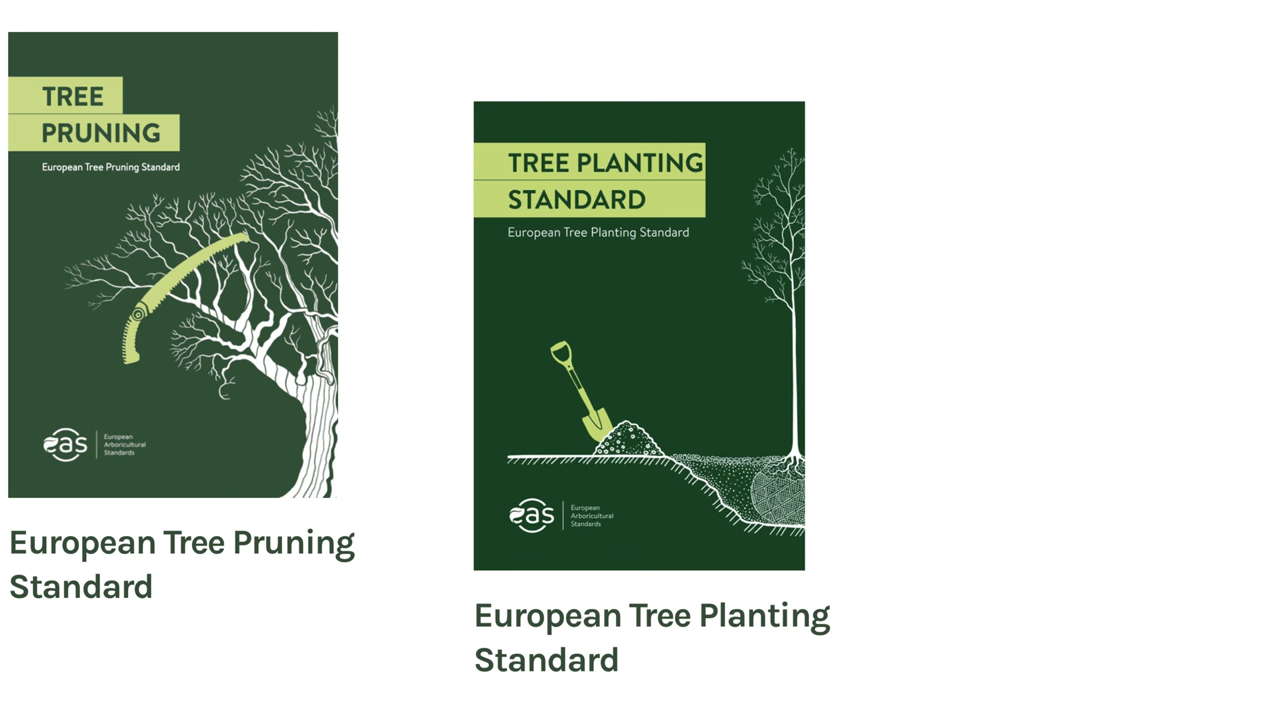 TREE
PRUNING
European Tree Pruning Standard
eas
European
Arboricultural
Standards
European Tree Pruning
Standard
TREE PLANTING
STANDARD
European Tree Planting Standard
eas
European
Arboricultural
Standards
European Tree Planting
Standard